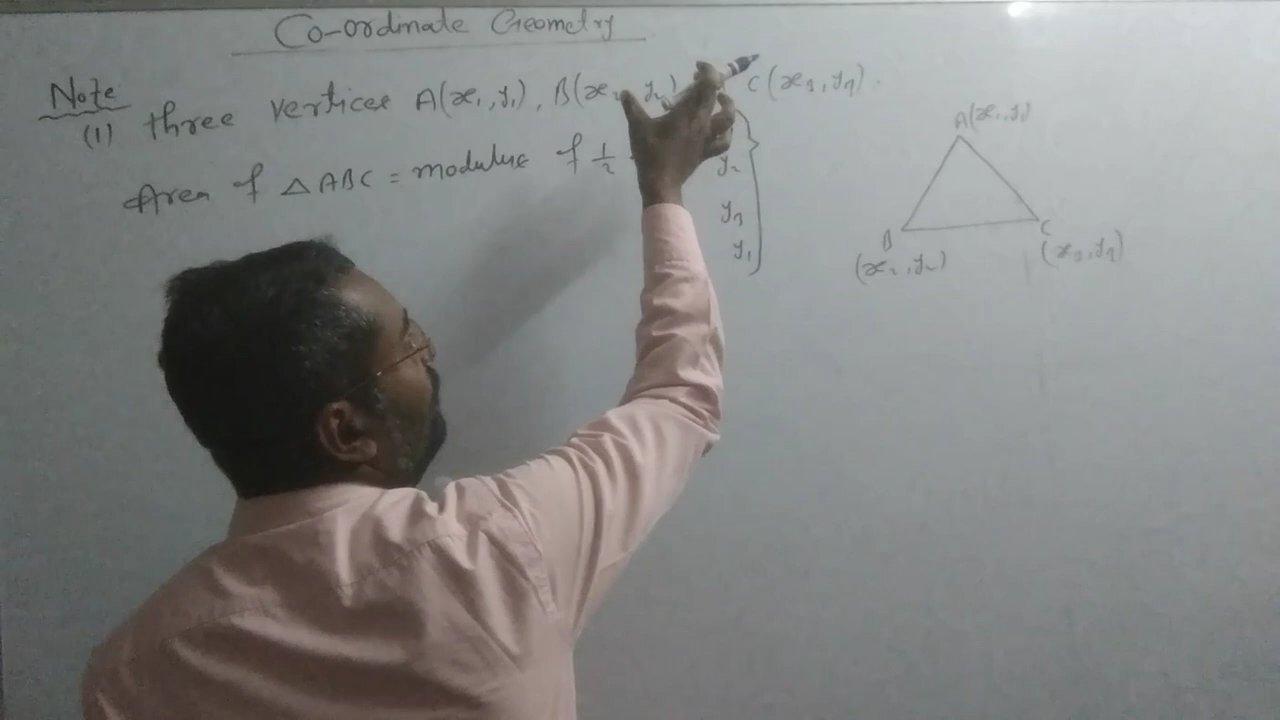 Co-ordinate Geometry
Note
(1) three vertices A(x₁, y₁), B(x₂, y₂) C(x₃, y₃).
Area of △ABC = modulus of 1/2
y₂
y₃
y₁
A(x₁, y₁)
B
(x₂, y₂)
C
(x₃, y₃)